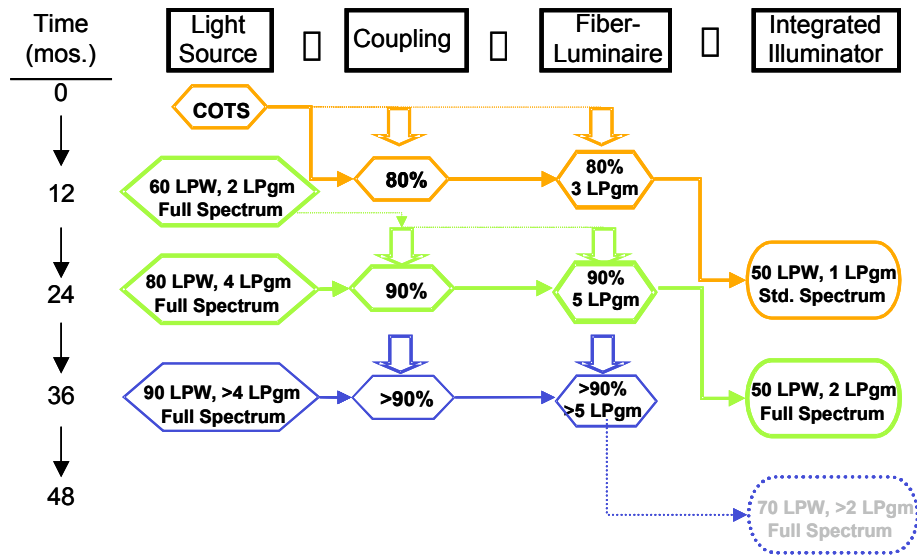 Time
(mos.)
Light
Source
Coupling
Fiber-
Luminaire
Integrated
Illuminator
0
COTS
12
60 LPW, 2 LPgm
Full Spectrum
80%
80%
3 LPgm
24
80 LPW, 4 LPgm
Full Spectrum
90%
90%
5 LPgm
50 LPW, 1 LPgm
Std. Spectrum
36
90 LPW, >4 LPgm
Full Spectrum
>90%
>90%
>5 LPgm
50 LPW, 2 LPgm
Full Spectrum
48
70 LPW, >2 LPgm
Full Spectrum